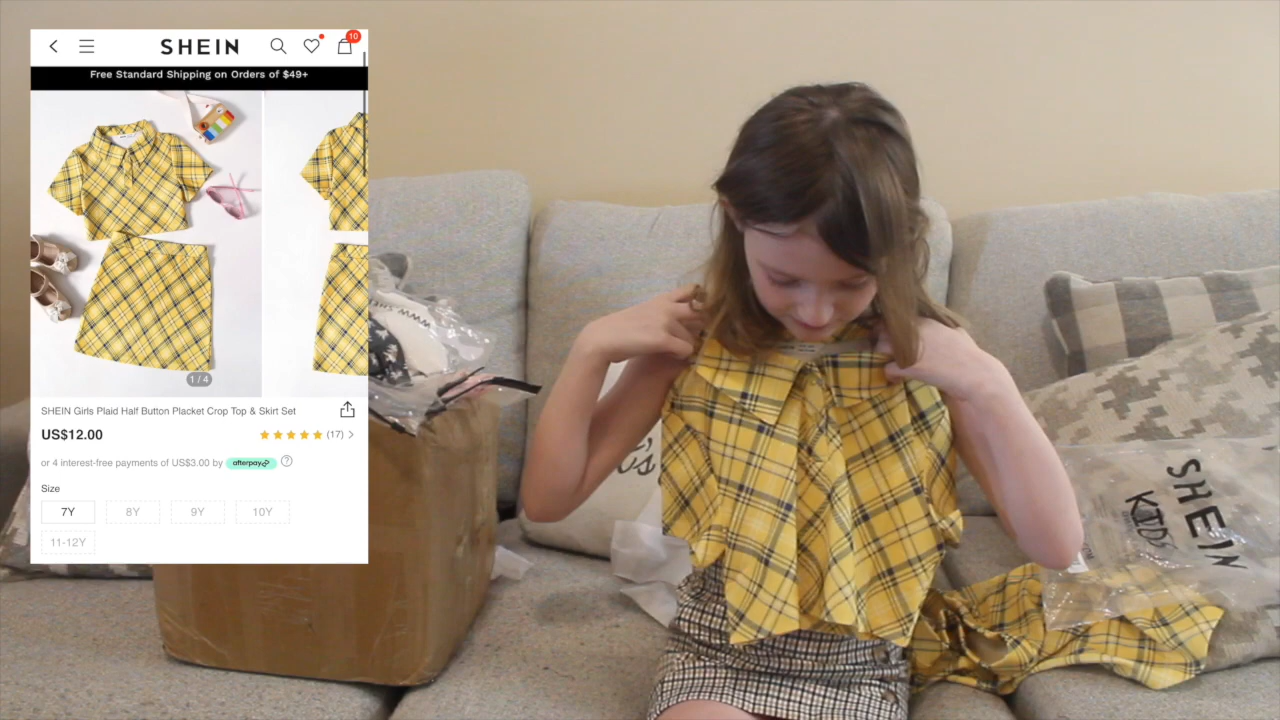 SHEIN
10
Free Standard Shipping on Orders of $49+
1 / 4
SHEIN Girls Plaid Half Button Placket Crop Top & Skirt Set
US$12.00
(17)
or 4 interest-free payments of US$3.00 by afterpay
Size
7Y
8Y
9Y
10Y
11-12Y
SHEIN
KIDS